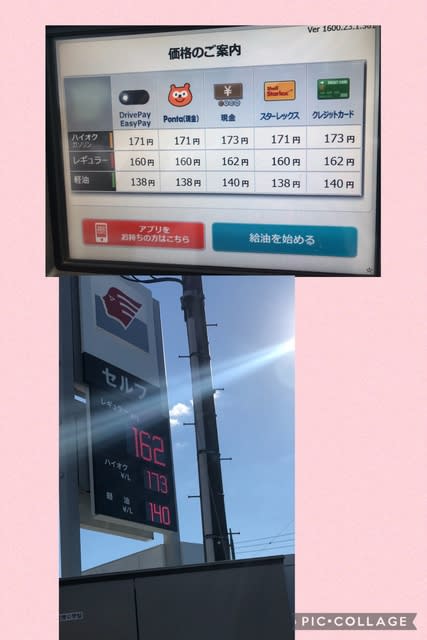 Ver 1600.23.1.
価格のご案内
DrivePay
EasyPay
Ponta(現金)
現金
スターレックス
クレジットカード
ハイオク
ガソリン
171円
171円
173円
171円
173円
レギュラー
160円
160円
162円
160円
162円
軽油
138円
138円
140円
138円
140円
アプリを
お持ちの方はこちら
給油を始める
セルフ
レギュラー
162
ハイオク
¥/L
173
軽油
¥/L
140
PIC•COLLAGE